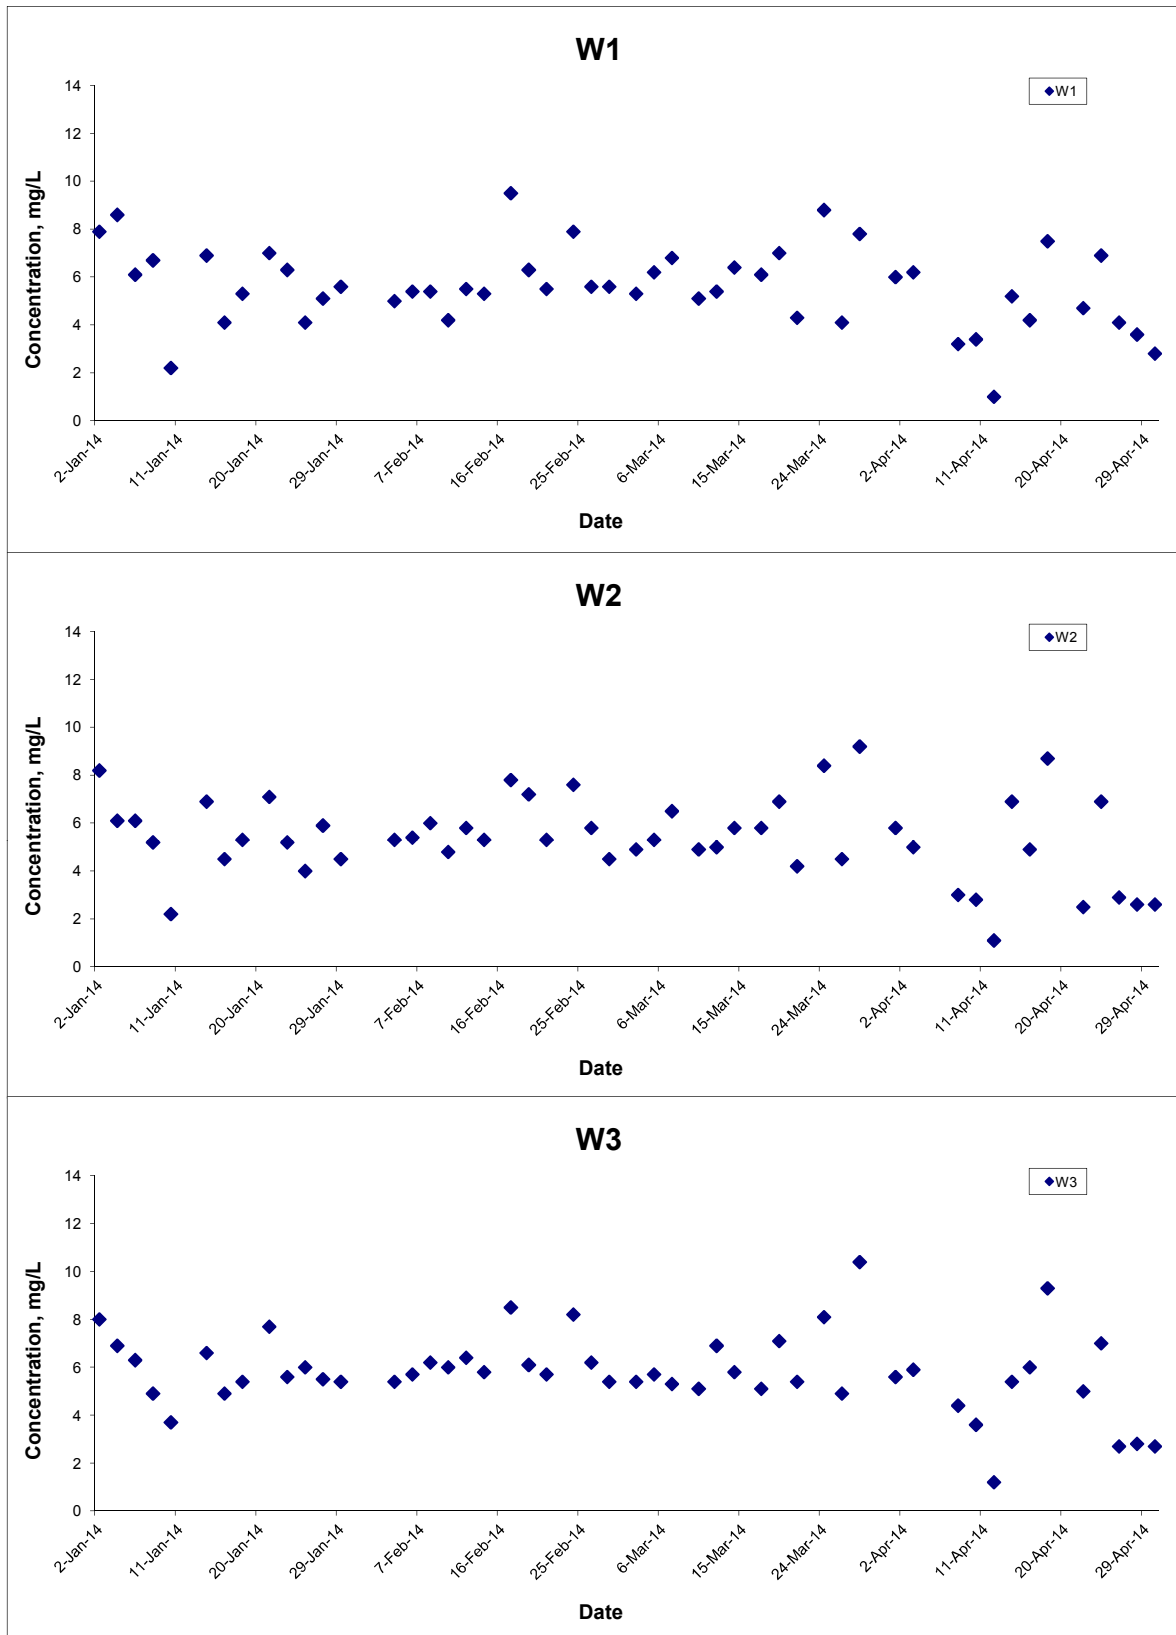 W1
W1
14
12
10
8
6
4
2
0
Concentration, mg/L
2-Jan-14
11-Jan-14
20-Jan-14
29-Jan-14
7-Feb-14
16-Feb-14
25-Feb-14
6-Mar-14
15-Mar-14
24-Mar-14
2-Apr-14
11-Apr-14
20-Apr-14
29-Apr-14
Date
W2
W2
14
12
10
8
6
4
2
0
Concentration, mg/L
2-Jan-14
11-Jan-14
20-Jan-14
29-Jan-14
7-Feb-14
16-Feb-14
25-Feb-14
6-Mar-14
15-Mar-14
24-Mar-14
2-Apr-14
11-Apr-14
20-Apr-14
29-Apr-14
Date
W3
W3
14
12
10
8
6
4
2
0
Concentration, mg/L
2-Jan-14
11-Jan-14
20-Jan-14
29-Jan-14
7-Feb-14
16-Feb-14
25-Feb-14
6-Mar-14
15-Mar-14
24-Mar-14
2-Apr-14
11-Apr-14
20-Apr-14
29-Apr-14
Date